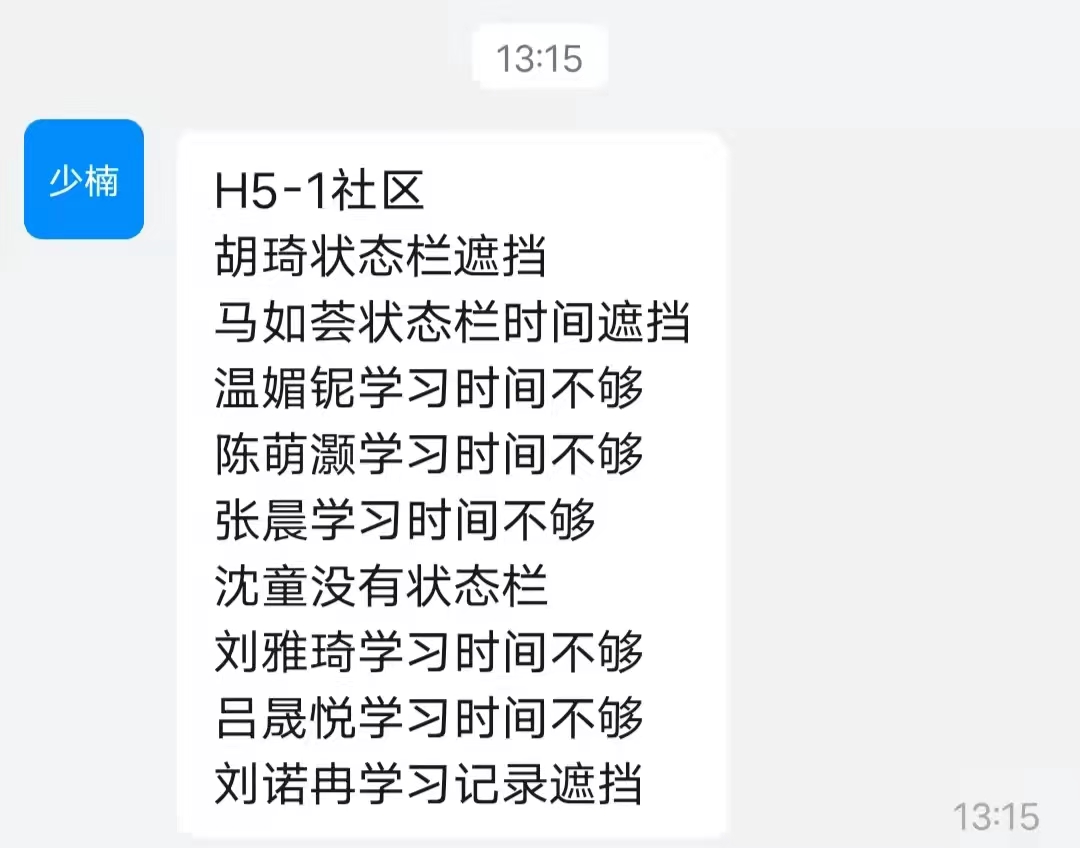 13:15
少楠
H5-1社区
胡琦状态栏遮挡
马如荟状态栏时间遮挡
温媚铌学习时间不够
陈萌灏学习时间不够
张晨学习时间不够
沈童没有状态栏
刘雅琦学习时间不够
吕晟悦学习时间不够
刘诺冉学习记录遮挡
13:15